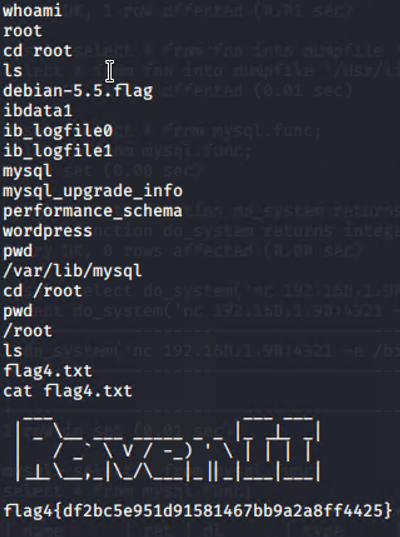 whoami
root
cd root
ls
debian-5.5.flag
ibdata1
ib_logfile0
ib_logfile1
mysql
mysql_upgrade_info
performance_schema
wordpress
pwd
/var/lib/mysql
cd /root
pwd
/root
ls
flag4.txt
cat flag4.txt
RavenII
flag4{df2bc5e951d91581467bb9a2a8ff4425}